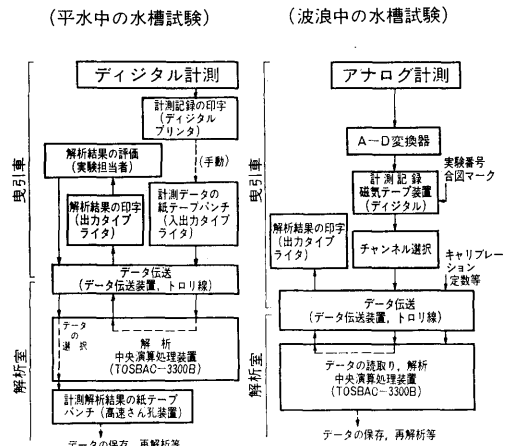 (平水中の水槽試験)
ディジタル計測
計測記録の印字
(ディジタル
プリンタ)
(手動)
解析結果の評価
(実験担当者)
解析結果の印字
(出力タイプ
ライタ)
計測データの
紙テープパンチ
(入出力タイプ
ライタ)
曳引車
データ伝送
(データ伝送装置,トロリ線)
データ
の
選択
解析
中央演算処理装置
(TOSBAC-3300B)
解析室
計測解析結果の紙テープ
パンチ(高速さん孔装置)
データの保存,再解析等
(波浪中の水槽試験)
アナログ計測
A-D変換器
実験番号
合図マーク
計測記録
磁気テープ装置
(ディジタル)
解析結果の印字
(出力タイプ
ライタ)
チャンネル選択
キャリブレー
ション
定数等
曳引車
データ伝送
(データ伝送装置,トロリ線)
データの読取り,解析
中央演算処理装置
(TOSBAC-3300B)
解析室
データの保存,再解析等